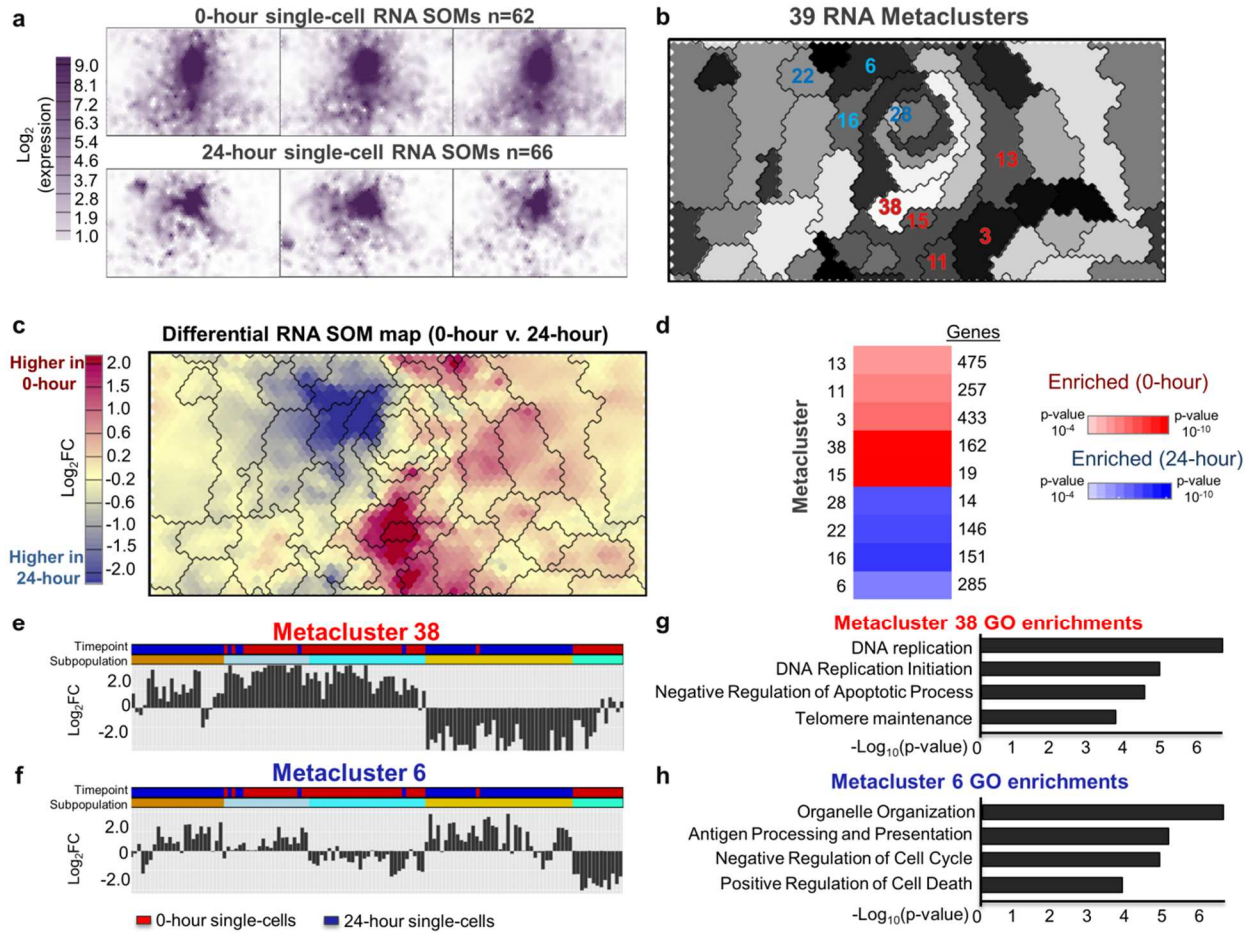 a
0-hour single-cell RNA SOMs n=62
Log2 (expression)
9.0
8.1
7.2
6.3
5.4
4.6
3.7
2.8
1.9
1.0
24-hour single-cell RNA SOMs n=66
b
39 RNA Metaclusters
6
22
28
16
13
38
15
3
11
c
Differential RNA SOM map (0-hour v. 24-hour)
Higher in 0-hour
Log2FC
2.0
1.5
1.0
0.6
0.2
-0.2
-0.6
-1.0
-1.5
-2.0
Higher in 24-hour
d
Genes
Metacluster
13 475
11 257
3 433
38 162
15 19
28 14
22 146
16 151
6 285
Enriched (0-hour)
p-value 10-4
p-value 10-10
Enriched (24-hour)
p-value 10-4
p-value 10-10
e
Metacluster 38
Timepoint
Subpopulation
Log2FC
2.0
0
-2.0
f
Metacluster 6
Timepoint
Subpopulation
Log2FC
2.0
0
-2.0
0-hour single-cells
24-hour single-cells
g
Metacluster 38 GO enrichments
DNA replication
DNA Replication Initiation
Negative Regulation of Apoptotic Process
Telomere maintenance
-Log10(p-value) 0 1 2 3 4 5 6
h
Metacluster 6 GO enrichments
Organelle Organization
Antigen Processing and Presentation
Negative Regulation of Cell Cycle
Positive Regulation of Cell Death
-Log10(p-value) 0 1 2 3 4 5 6